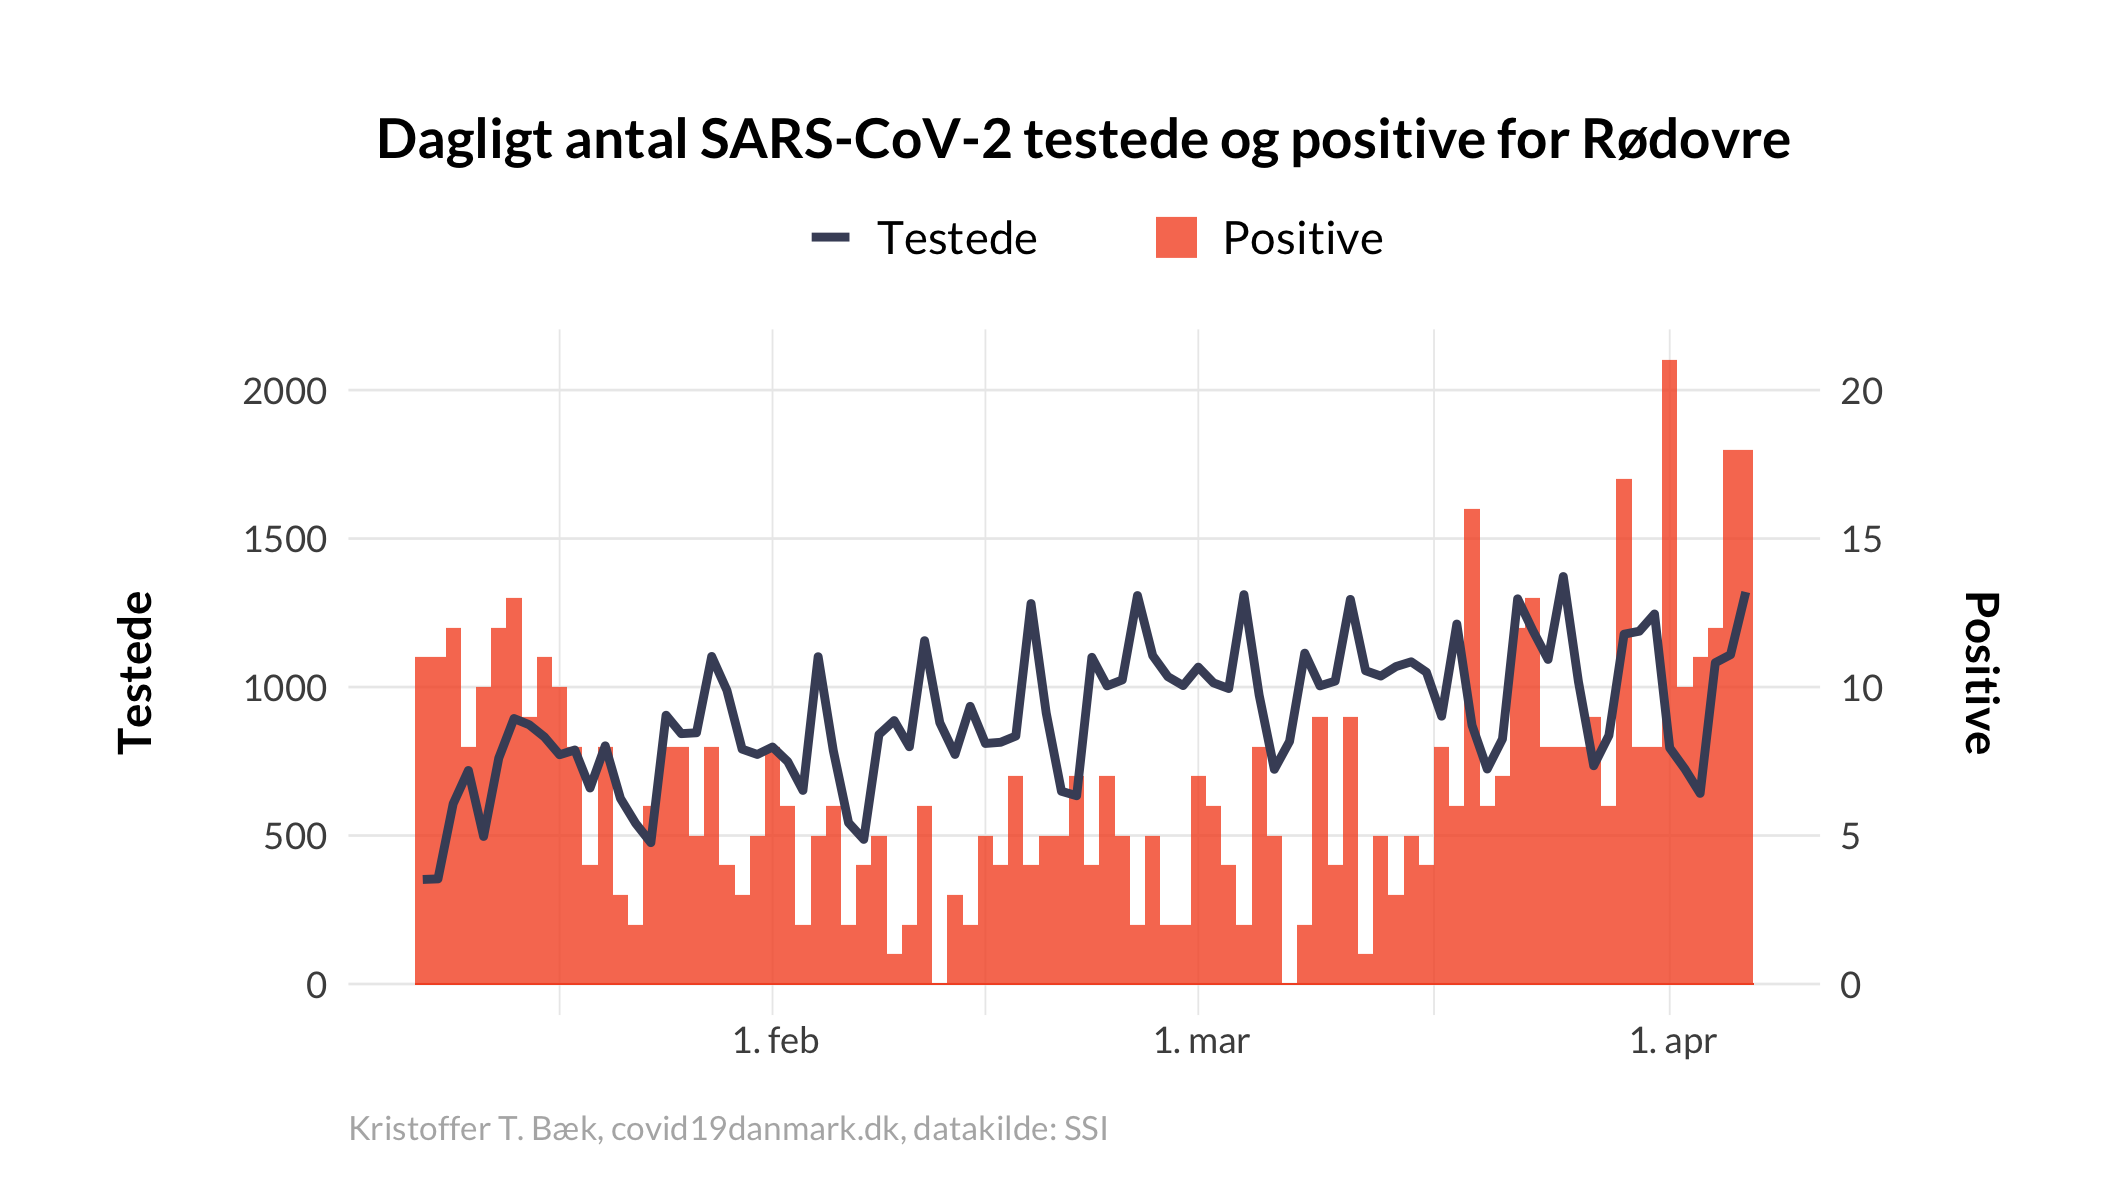 Dagligt antal SARS-CoV-2 testede og positive for Rødovre
Testede Positive
2000 20
1500 15
Testede
Positive
1000 10
500 5
0 0
1. feb 1. mar 1. apr
Kristoffer T. Bæk, covid19danmark.dk, datakilde: SSI